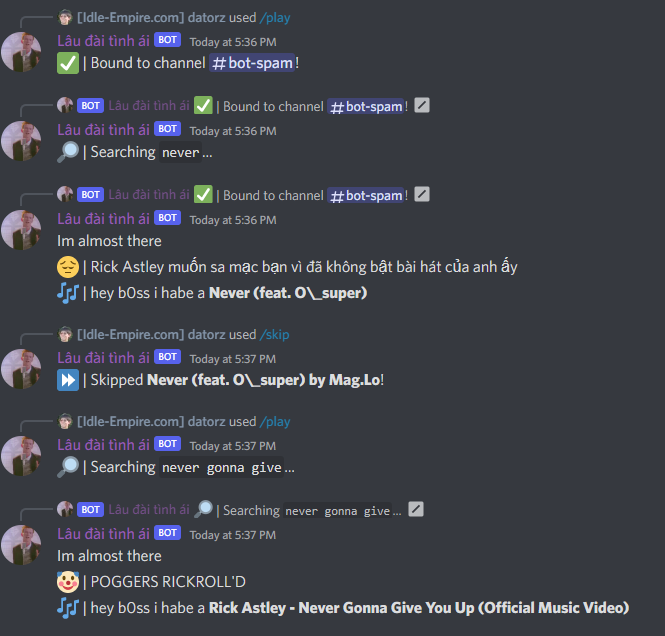 [Idle-Empire.com] datorz used /play
Lâu đài tình ái BOT Today at 5:36 PM
✅ | Bound to channel #bot-spam!
BOT Lâu đài tình ái ✅ | Bound to channel #bot-spam!
Lâu đài tình ái BOT Today at 5:36 PM
🔎 | Searching never...
BOT Lâu đài tình ái ✅ | Bound to channel #bot-spam!
Lâu đài tình ái BOT Today at 5:36 PM
Im almost there
😔 | Rick Astley muốn sa mạc bạn vì đã không bật bài hát của anh ấy
🎶 | hey b0ss i habe a Never (feat. O\_super)
[Idle-Empire.com] datorz used /skip
Lâu đài tình ái BOT Today at 5:37 PM
⏩ | Skipped Never (feat. O\_super) by Mag.Lo!
[Idle-Empire.com] datorz used /play
Lâu đài tình ái BOT Today at 5:37 PM
🔎 | Searching never gonna give...
BOT Lâu đài tình ái 🔎 | Searching never gonna give...
Lâu đài tình ái BOT Today at 5:37 PM
Im almost there
🤡 | POGGERS RICKROLL'D
🎶 | hey b0ss i habe a Rick Astley - Never Gonna Give You Up (Official Music Video)